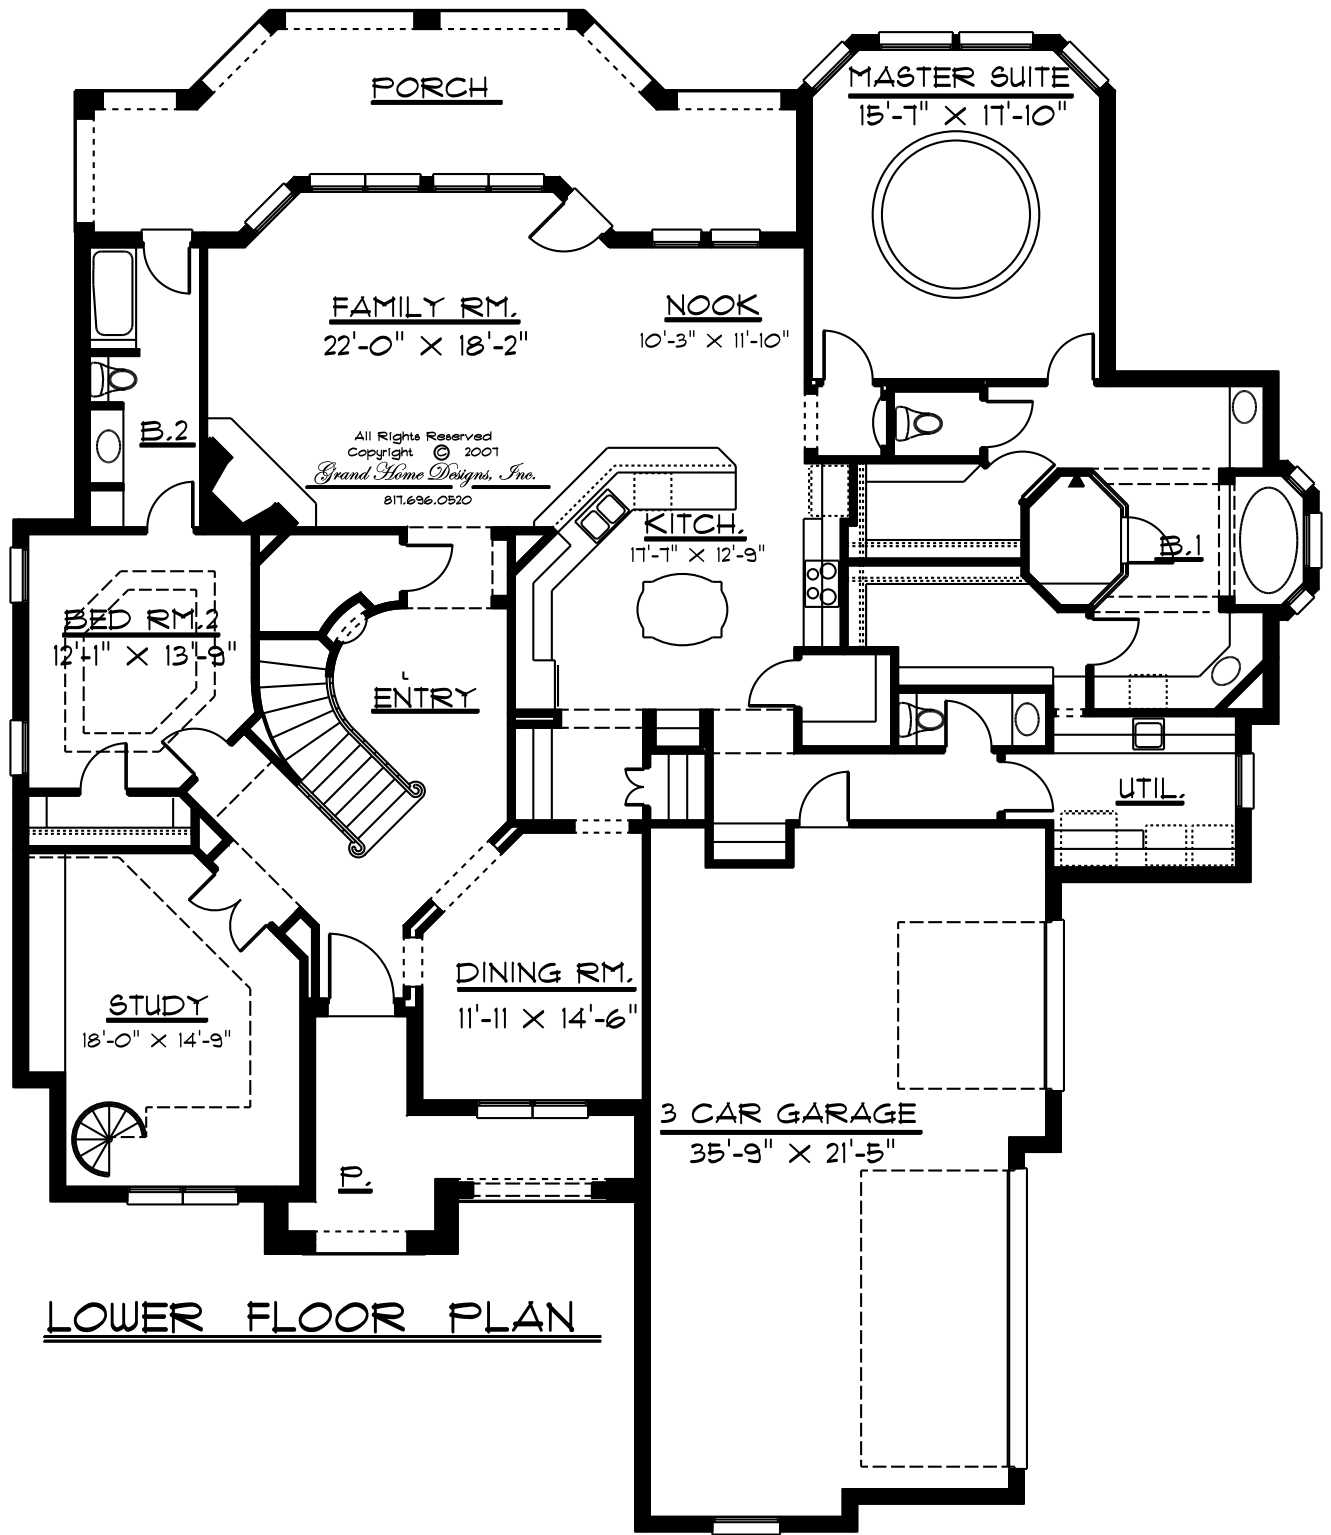 PORCH
MASTER SUITE
15'-7" X 17'-10"
FAMILY RM.
22'-0" X 18'-2"
NOOK
10'-3" X 11'-10"
B.2
All Rights Reserved
Copyright © 2007
Grand Home Designs, Inc.
817.696.0520
KITCH.
17'-7" X 12'-9"
B.1
BED RM.2
12'-1" X 13'-9"
ENTRY
UTIL.
DINING RM.
11'-11 X 14'-6"
STUDY
18'-0" X 14'-9"
3 CAR GARAGE
35'-9" X 21'-5"
P.
LOWER FLOOR PLAN